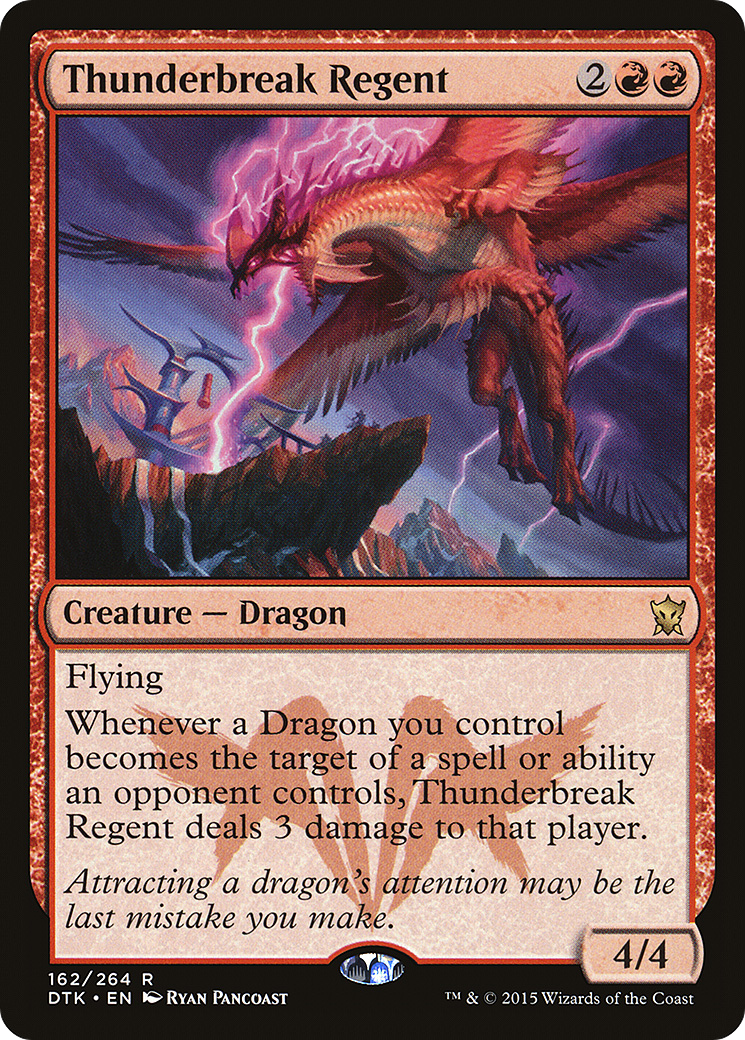 Thunderbreak Regent 2
Creature — Dragon
Flying
Whenever a Dragon you control
becomes the target of a spell or ability
an opponent controls, Thunderbreak
Regent deals 3 damage to that player.
Attracting a dragon's attention may be the
last mistake you make.
4/4
162/264 R
DTK • EN Ryan Pancoast
™ & © 2015 Wizards of the Coast